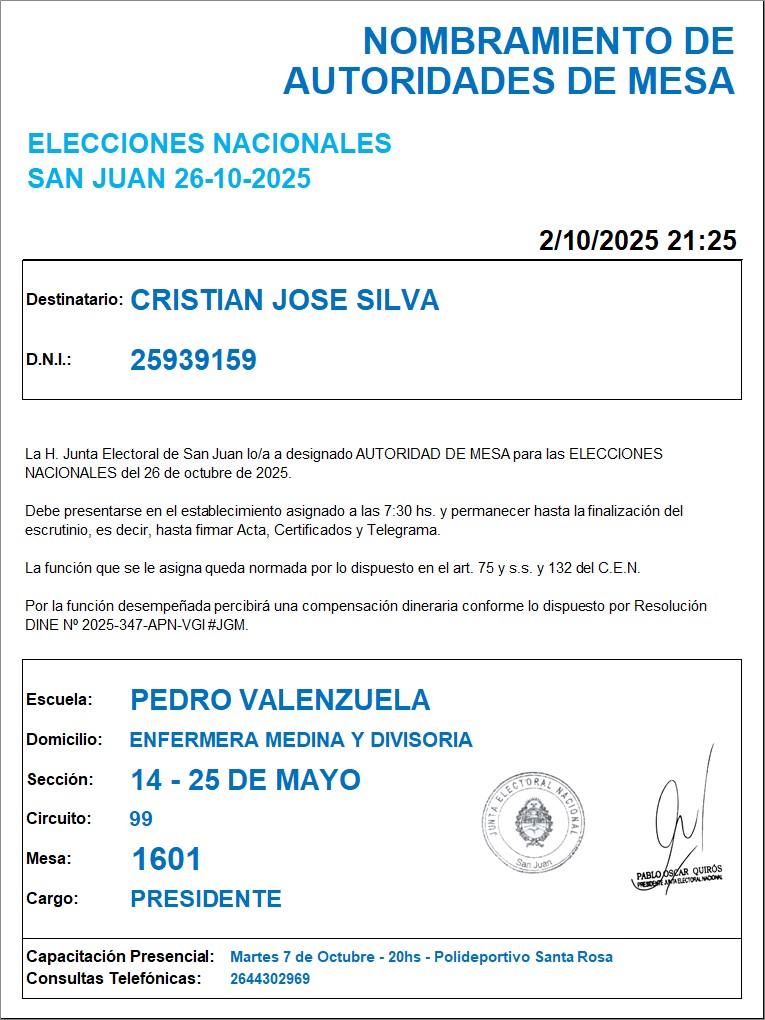 NOMBRAMIENTO DE
AUTORIDADES DE MESA
ELECCIONES NACIONALES
SAN JUAN 26-10-2025
2/10/2025 21:25
Destinatario: CRISTIAN JOSE SILVA
D.N.I.: 25939159
La H. Junta Electoral de San Juan lo/a a designado AUTORIDAD DE MESA para las ELECCIONES
NACIONALES del 26 de octubre de 2025.
Debe presentarse en el establecimiento asignado a las 7:30 hs. y permanecer hasta la finalización del
escrutinio, es decir, hasta firmar Acta, Certificados y Telegrama.
La función que se le asigna queda normada por lo dispuesto en el art. 75 y s.s. y 132 del C.E.N.
Por la función desempeñada percibirá una compensación dineraria conforme lo dispuesto por Resolución
DINE Nº 2025-347-APN-VGI#JGM.
Escuela: PEDRO VALENZUELA
Domicilio: ENFERMERA MEDINA Y DIVISORIA
Sección: 14 - 25 DE MAYO
Circuito: 99
Mesa: 1601
Cargo: PRESIDENTE
JUNTA ELECTORAL NACIONAL
San Juan
PABLO OSCAR QUIRÓS
PRESIDENTE JUNTA ELECTORAL NACIONAL
Capacitación Presencial: Martes 7 de Octubre - 20hs - Polideportivo Santa Rosa
Consultas Telefónicas: 2644302969